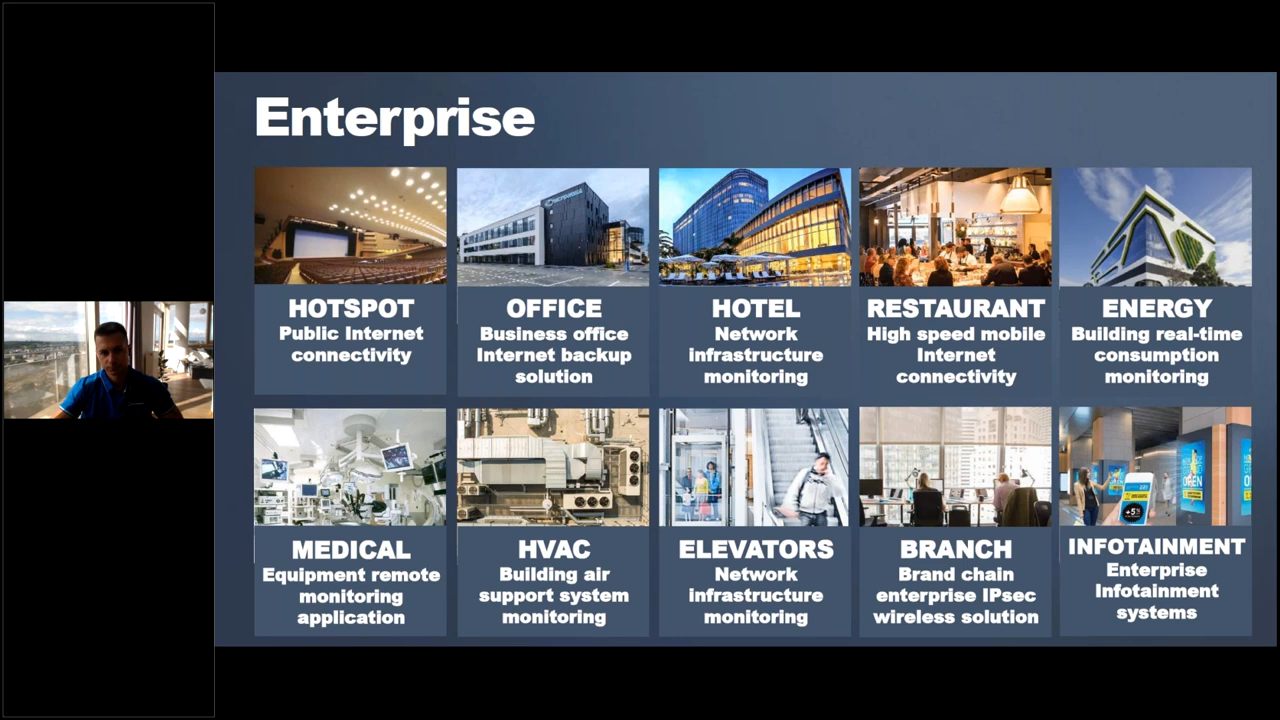 Enterprise
HOTSPOT
Public Internet
connectivity
OFFICE
Business office
Internet backup
solution
HOTEL
Network
infrastructure
monitoring
RESTAURANT
High speed mobile
Internet
connectivity
ENERGY
Building real-time
consumption
monitoring
MEDICAL
Equipment remote
monitoring
application
HVAC
Building air
support system
monitoring
ELEVATORS
Network
infrastructure
monitoring
BRANCH
Brand chain
enterprise IPsec
wireless solution
INFOTAINMENT
Enterprise
Infotainment
systems